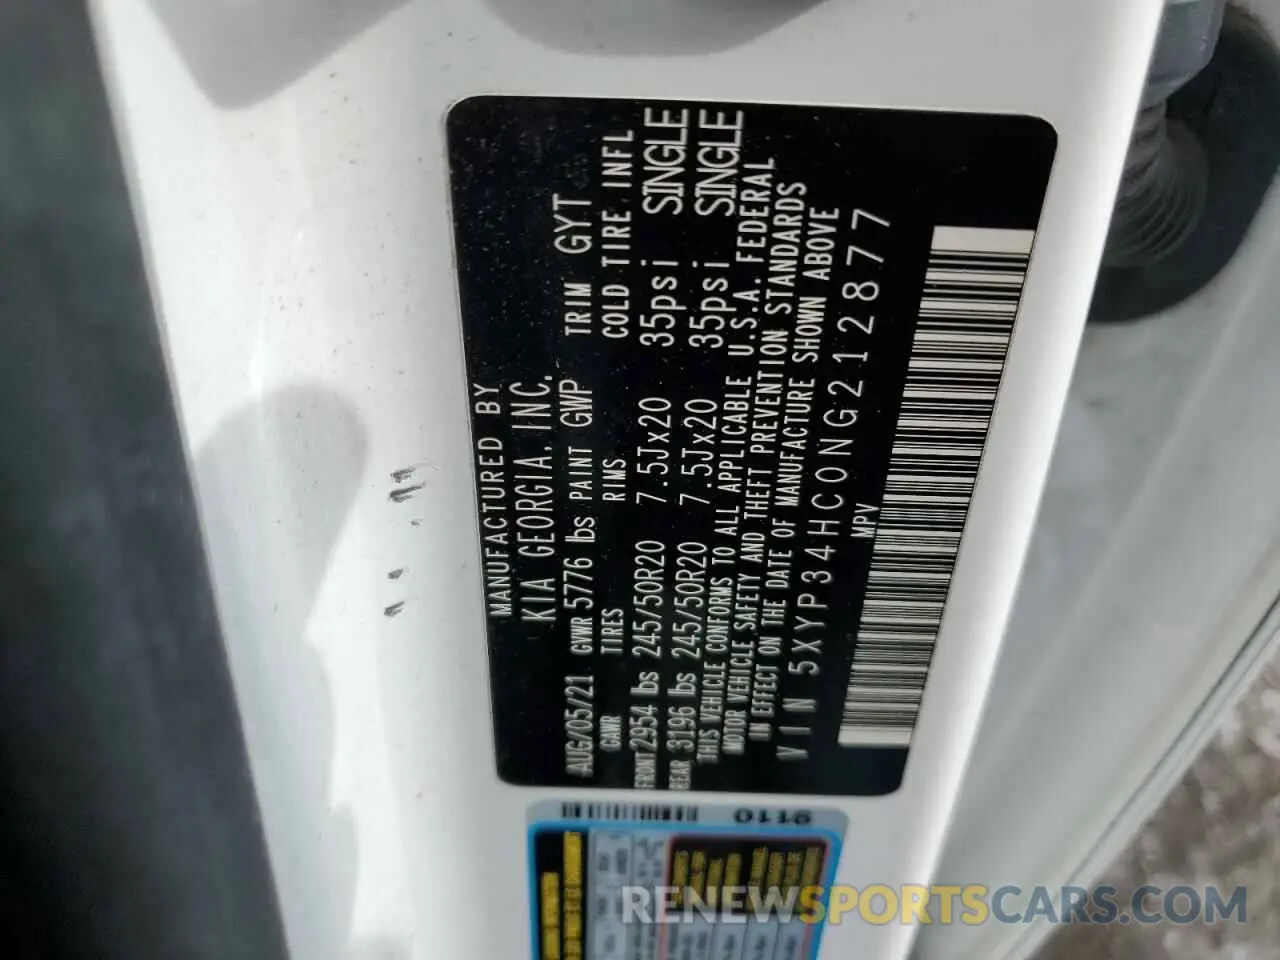 MANUFACTURED BY
KIA GEORGIA, INC.
AUG/05/21 GVWR 5776 lbs PAINT GWP TRIM GYT
GAWR TIRES RIMS COLD TIRE INFL
FRONT 2954 lbs 245/50R20 7.5Jx20 35psi SINGLE
REAR 3196 lbs 245/50R20 7.5Jx20 35psi SINGLE
THIS VEHICLE CONFORMS TO ALL APPLICABLE U.S.A. FEDERAL
MOTOR VEHICLE SAFETY AND THEFT PREVENTION STANDARDS
IN EFFECT ON THE DATE OF MANUFACTURE SHOWN ABOVE
VIN 5XYP34HC0NG212877
MPV
9110
RENEWSPORTSCARS.COM